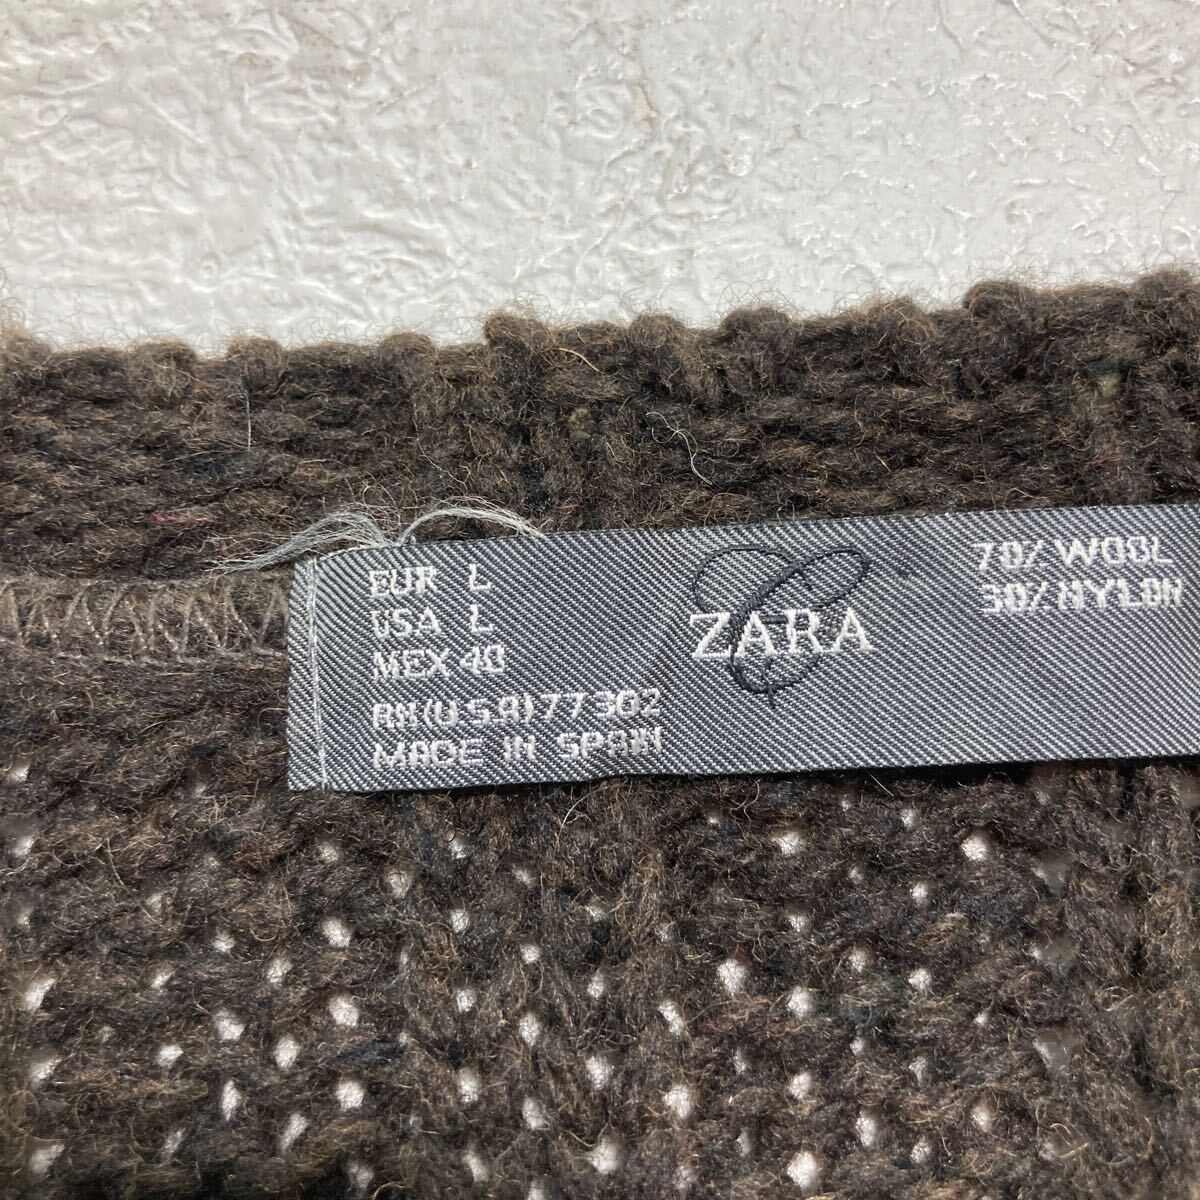 EUR L
USA L
MEX 40
RN(U.S.A)77302
MADE IN SPAIN
ZARA
70% WOOL
30% NYLON